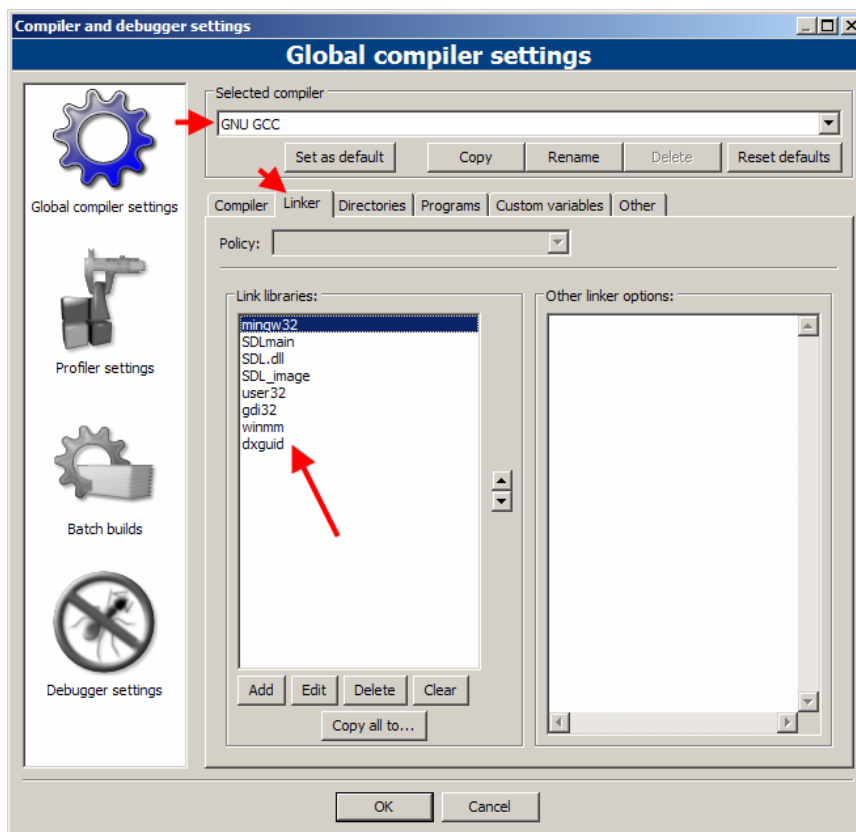 Compiler and debugger settings
Global compiler settings
Global compiler settings
Profiler settings
Batch builds
Debugger settings
Selected compiler
GNU GCC
Set as default Copy Rename Delete Reset defaults
Compiler Linker Directories Programs Custom variables Other
Policy:
Link libraries:
mingw32
SDLmain
SDL.dll
SDL_image
user32
gdi32
winmm
dxguid
Add Edit Delete Clear
Copy all to...
Other linker options:
OK Cancel